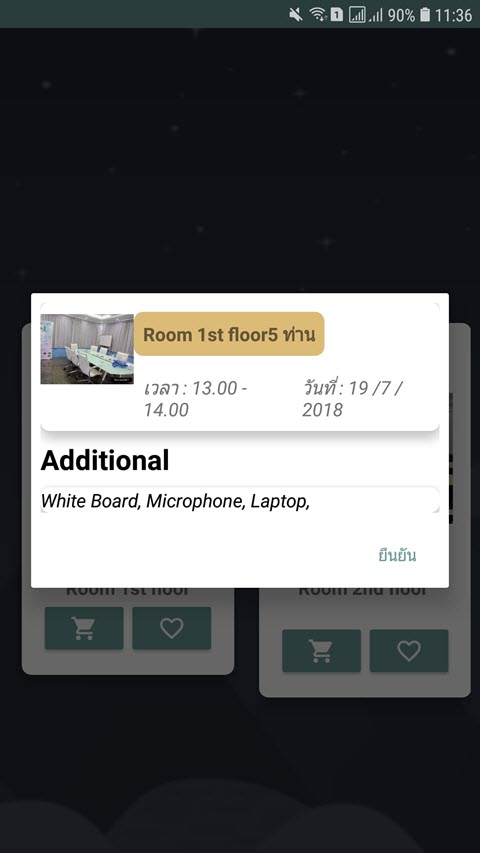 1 90% 11:36
Room 1st floor5 ท่าน
เวลา : 13.00 - 14.00
วันที่ : 19 /7 / 2018
Additional
White Board, Microphone, Laptop,
ยืนยัน
Room 1st floor
Room 2nd floor